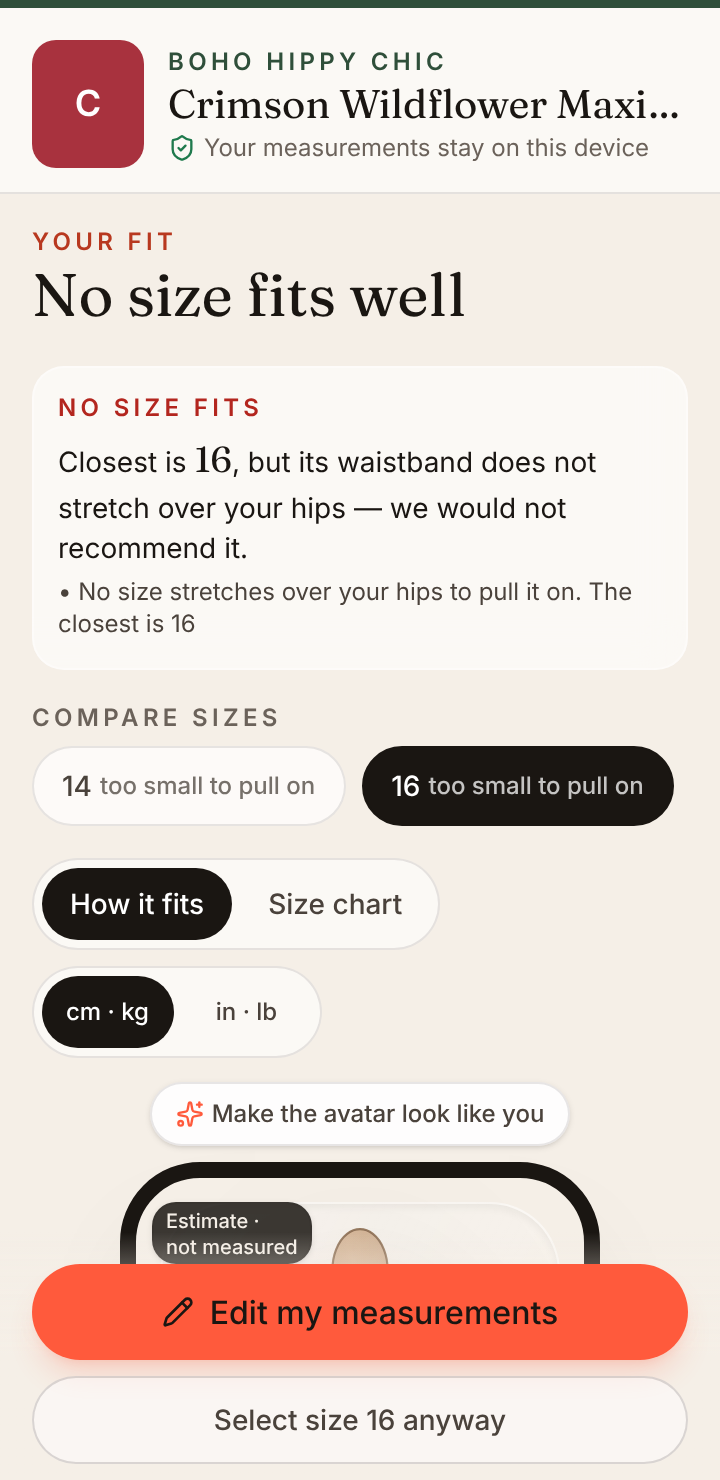 C
BOHO HIPPY CHIC
Crimson Wildflower Maxi...
Your measurements stay on this device
YOUR FIT
No size fits well
NO SIZE FITS
Closest is 16, but its waistband does not
stretch over your hips — we would not
recommend it.
• No size stretches over your hips to pull it on. The
closest is 16
COMPARE SIZES
14 too small to pull on
16 too small to pull on
How it fits
Size chart
cm · kg
in · lb
Make the avatar look like you
Estimate ·
not measured
Edit my measurements
Select size 16 anyway